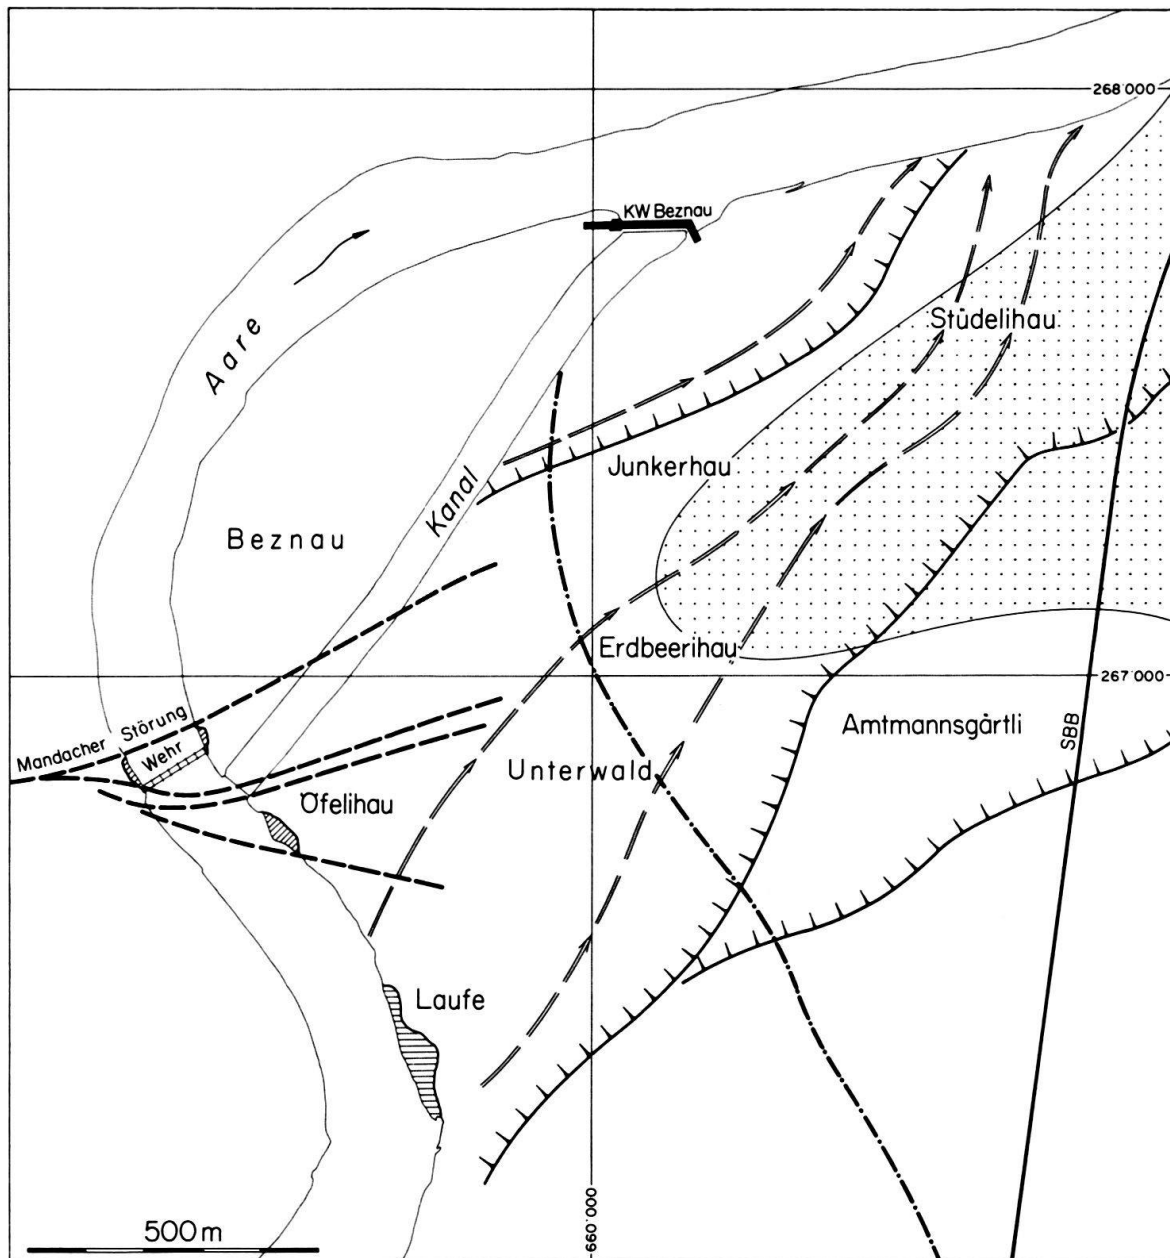 268'000
KW Beznau
Aare
Stüdelihau
Junkerhau
Kanal
Beznau
Erdbeerihau
267'000
Mandacher Störung
Wehr
Amtmannsgärtli
SBB
Unterwald
Öfelihau
Laufe
660'000
500m